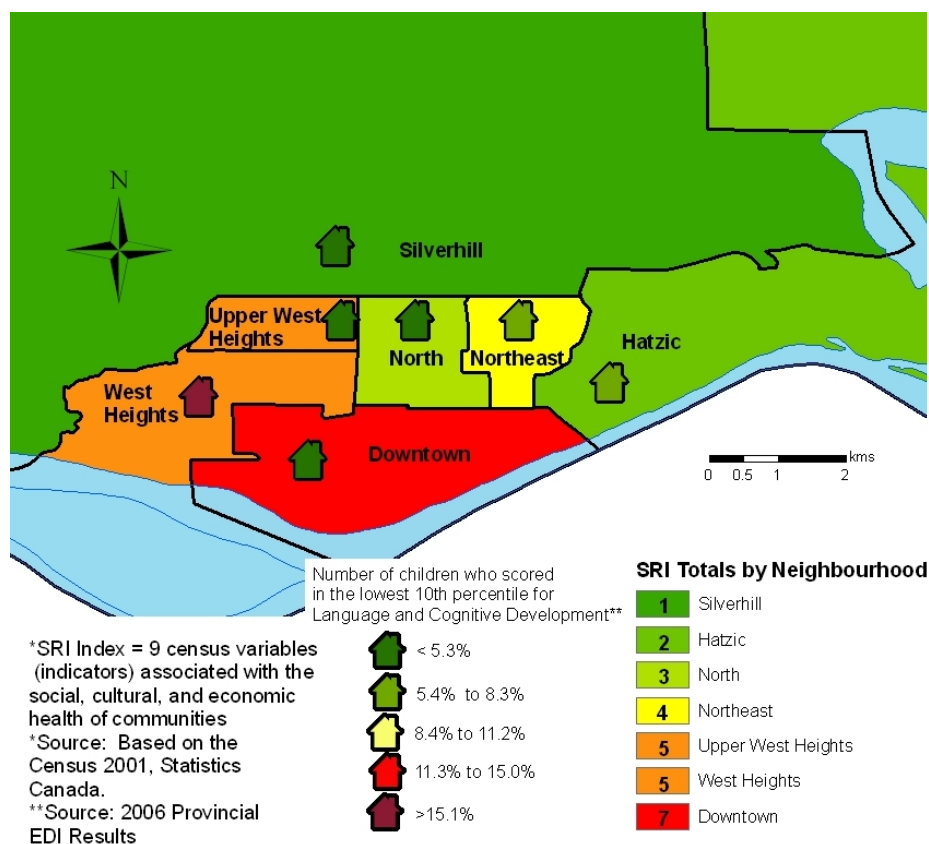 N
Silverhill
Upper West
Heights
North
Northeast
Hatzic
West
Heights
Downtown
kms
0 0.5 1 2
Number of children who scored
in the lowest 10th percentile for
Language and Cognitive Development**
< 5.3%
5.4% to 8.3%
8.4% to 11.2%
11.3% to 15.0%
>15.1%
SRI Totals by Neighbourhood
1 Silverhill
2 Hatzic
3 North
4 Northeast
5 Upper West Heights
5 West Heights
7 Downtown
*SRI Index = 9 census variables
(indicators) associated with the
social, cultural, and economic
health of communities
*Source: Based on the
Census 2001, Statistics
Canada.
**Source: 2006 Provincial
EDI Results